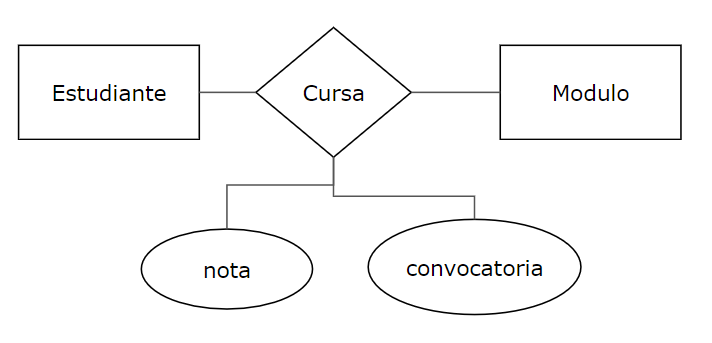 Estudiante
Cursa
Modulo
nota
convocatoria